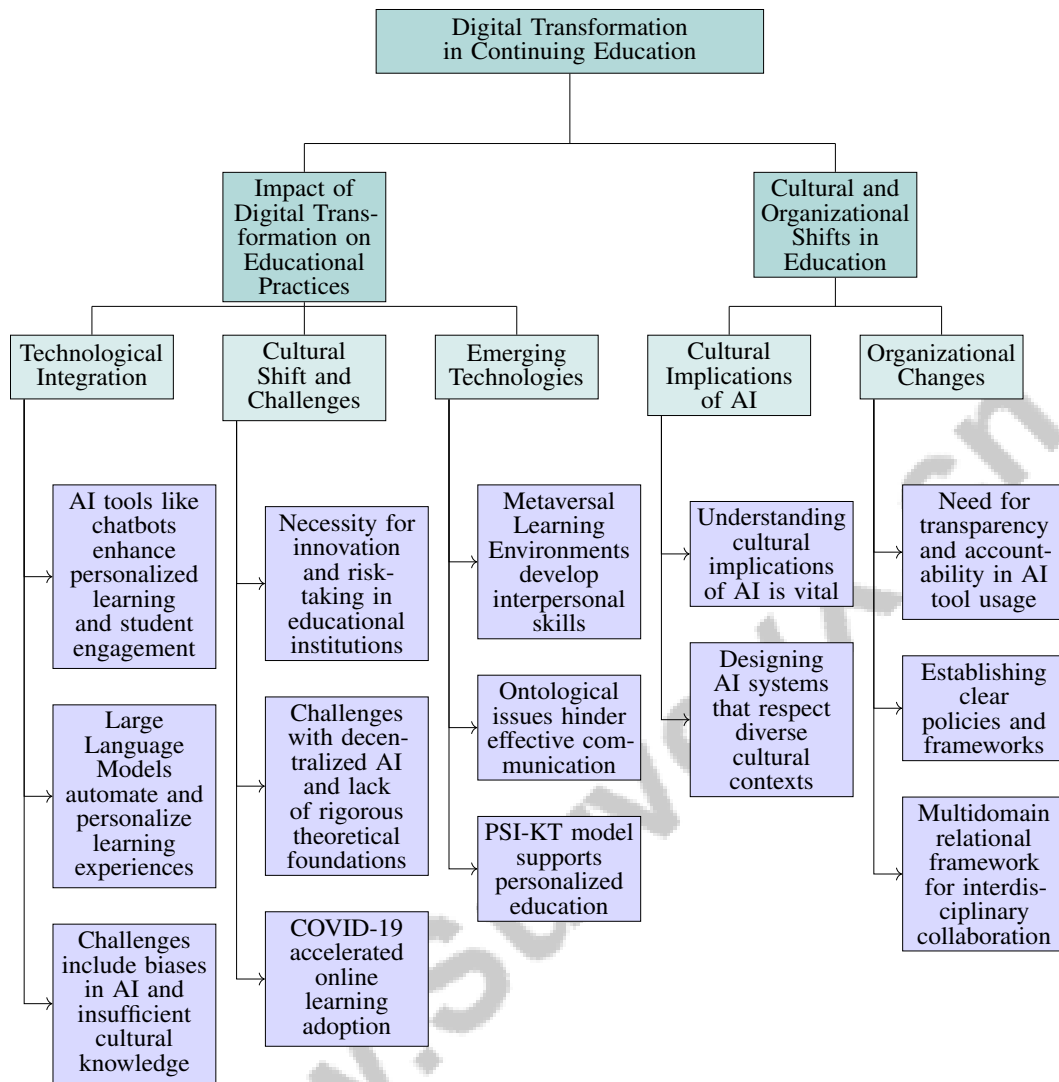 Digital Transformation
in Continuing Education
Impact of
Digital Trans-
formation on
Educational
Practices
Cultural and
Organizational
Shifts in
Education
Technological
Integration
Cultural
Shift and
Challenges
Emerging
Technologies
Cultural
Implications
of AI
Organizational
Changes
AI tools like
chatbots
enhance
personalized
learning
and student
engagement
Large
Language
Models
automate and
personalize
learning
experiences
Challenges
include biases
in AI and
insufficient
cultural
knowledge
Necessity for
innovation
and risk-
taking in
educational
institutions
Challenges
with decen-
tralized AI
and lack
of rigorous
theoretical
foundations
COVID-19
accelerated
online
learning
adoption
Metaversal
Learning
Environments
develop
interpersonal
skills
Ontological
issues hinder
effective com-
munication
PSI-KT model
supports
personalized
education
Understanding
cultural
implications
of AI is vital
Designing
AI systems
that respect
diverse
cultural
contexts
Need for
transparency
and account-
ability in AI
tool usage
Establishing
clear
policies and
frameworks
Multidomain
relational
framework
for interdis-
ciplinary
collaboration